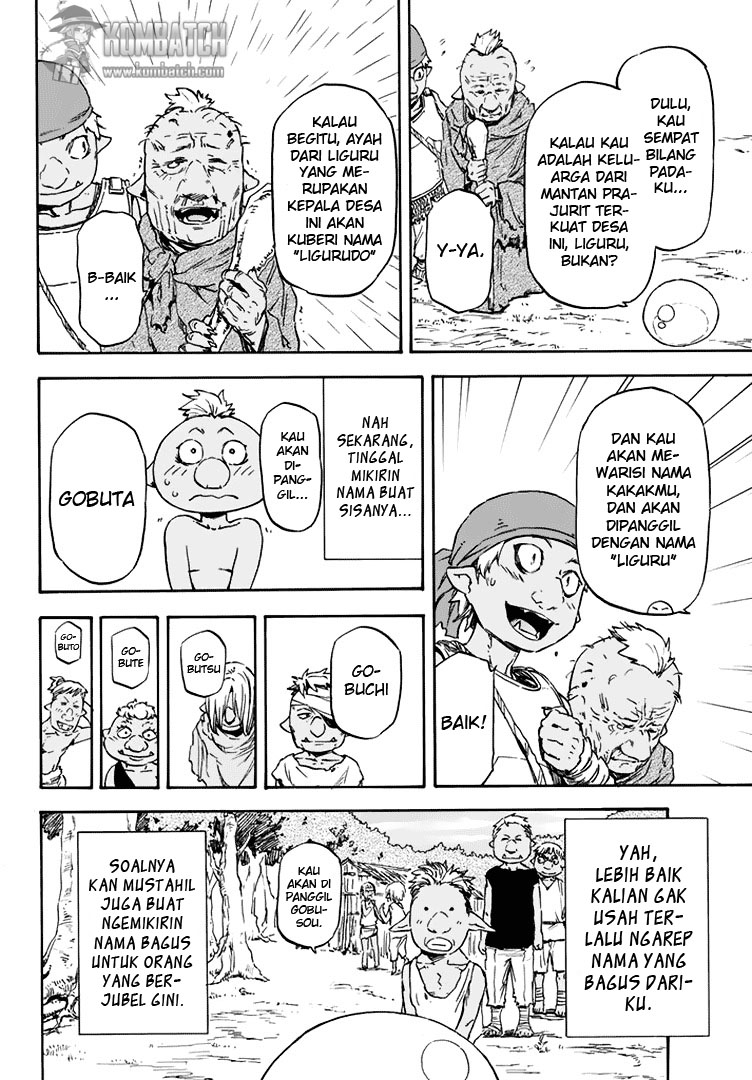 KOMBATCH
www.kombatch.com
DULU,
KAU
SEMPAT
BILANG
PADA-
KU...
KALAU KAU
ADALAH KELU-
ARGA DARI
MANTAN PRA-
JURIT TER-
KUAT DESA
INI, LIGURU,
BUKAN?
Y-YA.
KALAU
BEGITU, AYAH
DARI LIGURU
YANG ME-
RUPAKAN
KEPALA DESA
INI AKAN
KUBERI NAMA
"LIGURUDO"
B-BAIK
...
DAN KAU
AKAN ME-
WARISI NAMA
KAKAKMU,
DAN AKAN
DIPANGGIL
DENGAN NAMA
"LIGURU"
BAIK!
NAH
SEKARANG,
TINGGAL
MIKIRIN
NAMA BUAT
SISANYA...
KAU
AKAN
DI-
PANG-
GIL...
GOBUTA
GO-
BUCHI
GO-
BUTSU
GO-
BUTE
GO-
BUTO
YAH,
LEBIH BAIK
KALIAN GAK
USAH TER-
LALU NGAREP
NAMA YANG
BAGUS DARI-
KU.
KAU
AKAN DI
PANGGIL
GOBU-
SOU.
SOALNYA
KAN MUSTAHIL
JUGA BUAT
NGEMIKIRIN
NAMA BAGUS
UNTUK ORANG
YANG BER-
JUBEL GINI.